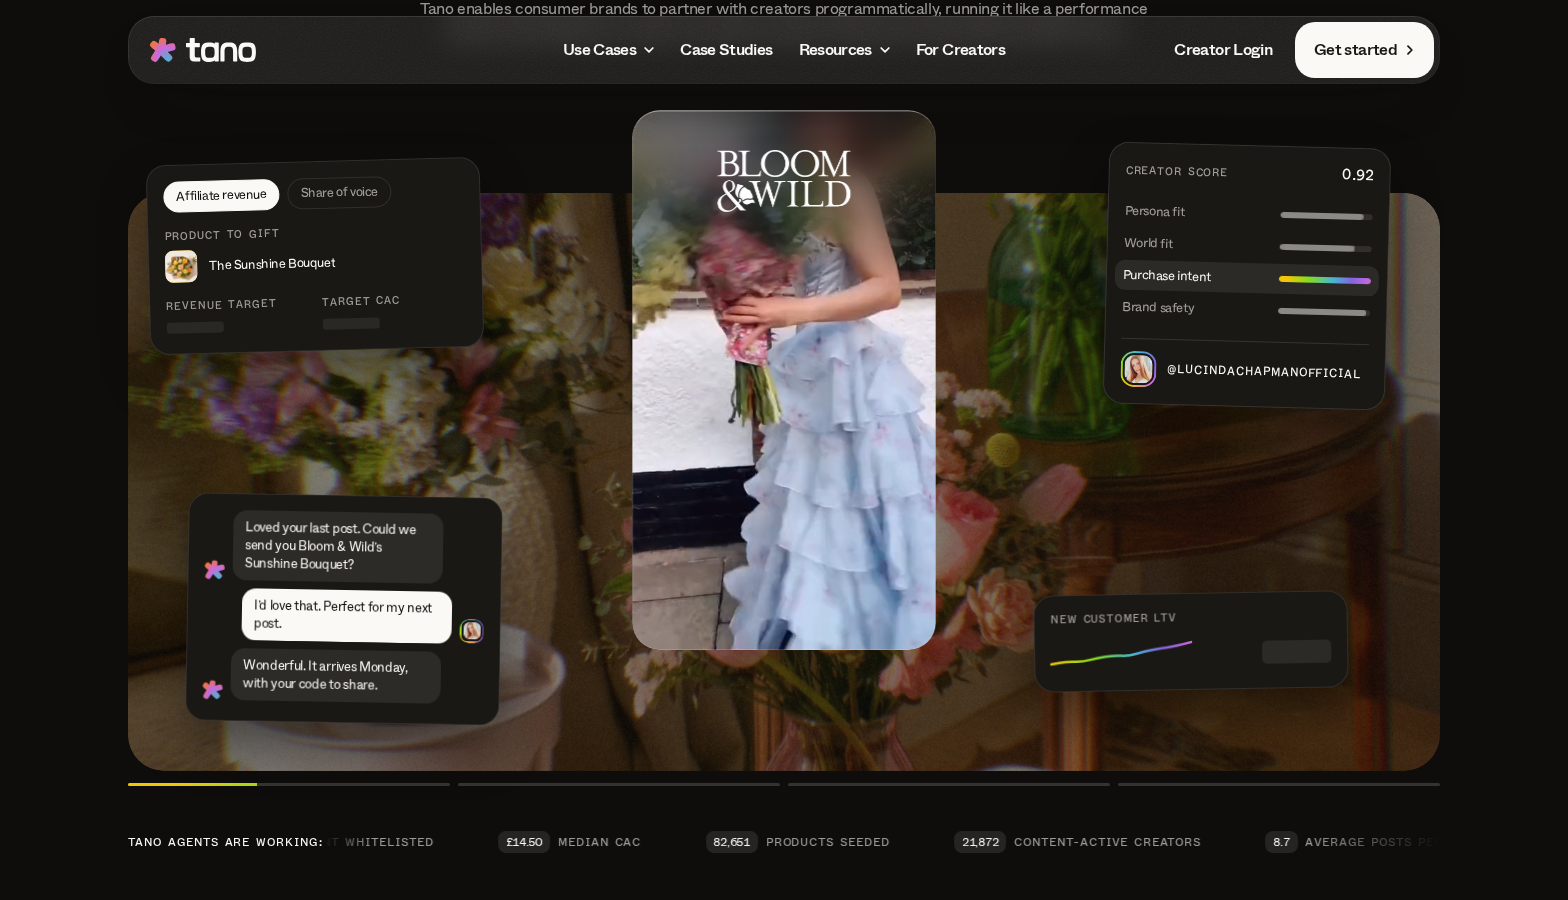 Tano enables consumer brands to partner with creators programmatically, running it like a performance
tano
Use Cases
Case Studies
Resources
For Creators
Creator Login
Get started
BLOOM
&WILD
Affiliate revenue
Share of voice
PRODUCT TO GIFT
The Sunshine Bouquet
REVENUE TARGET
TARGET CAC
CREATOR SCORE
0.92
Persona fit
World fit
Purchase intent
Brand safety
@LUCINDACHAPMANOFFICIAL
Loved your last post. Could we
send you Bloom & Wild's
Sunshine Bouquet?
I'd love that. Perfect for my next
post.
Wonderful. It arrives Monday,
with your code to share.
NEW CUSTOMER LTV
TANO AGENTS ARE WORKING:
WHITELISTED
£14.50 MEDIAN CAC
82,651 PRODUCTS SEEDED
21,872 CONTENT-ACTIVE CREATORS
8.7 AVERAGE POSTS